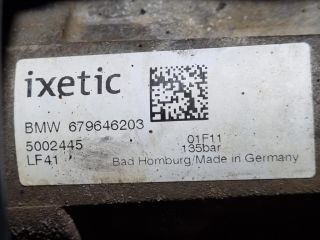 ixetic
BMW 679646203
5002445 01F11
LF41 135bar
Bad Homburg/Made in Germany